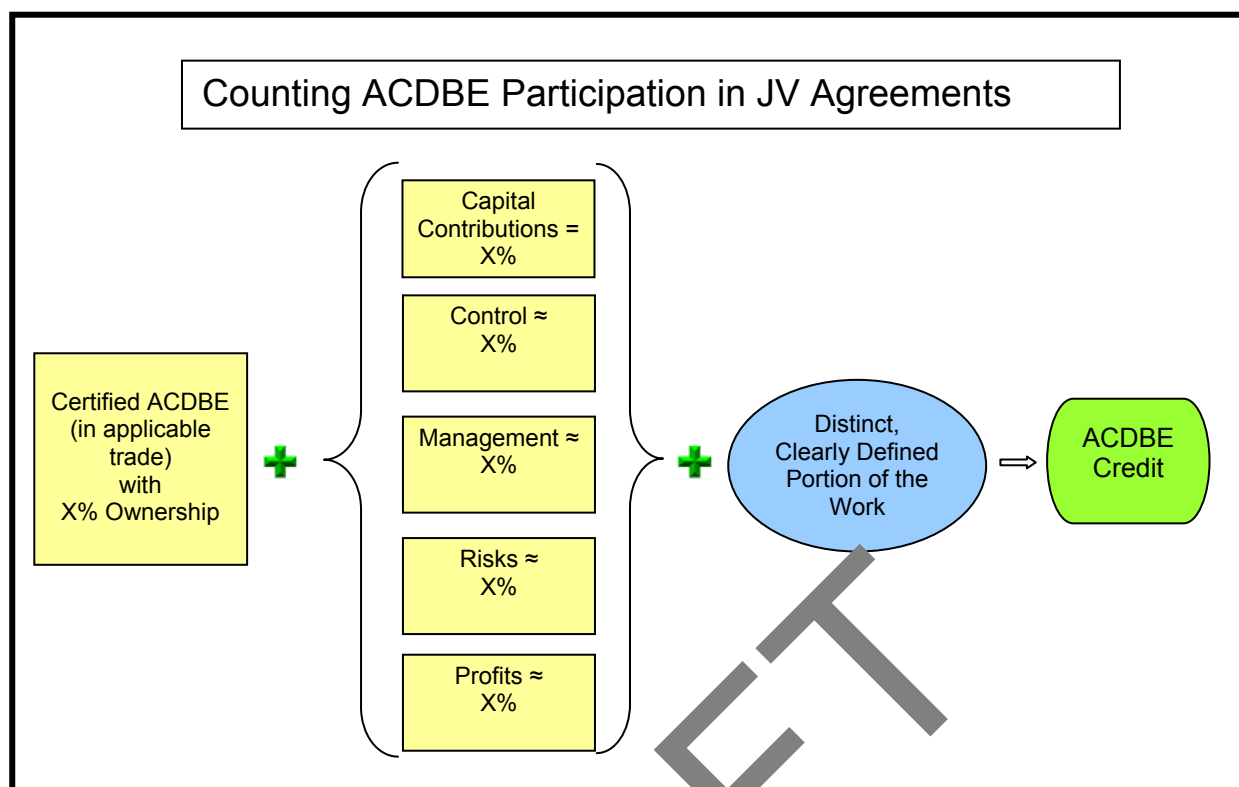 Counting ACDBE Participation in JV Agreements
Certified ACDBE
(in applicable
trade)
with
X% Ownership
Capital
Contributions =
X%
Control ≈
X%
Management ≈
X%
Risks ≈
X%
Profits ≈
X%
Distinct,
Clearly Defined
Portion of the
Work
ACDBE
Credit